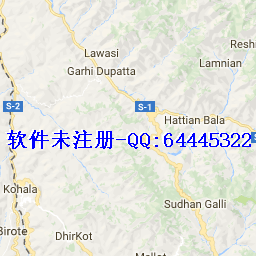 Lawasi
Resh
Lamnian
Garhi Dupatta
S-2
S-1
Hattian Bala
软件未注册-QQ:64445322
Kohala
Sudhan Galli
Birote
DhirKot